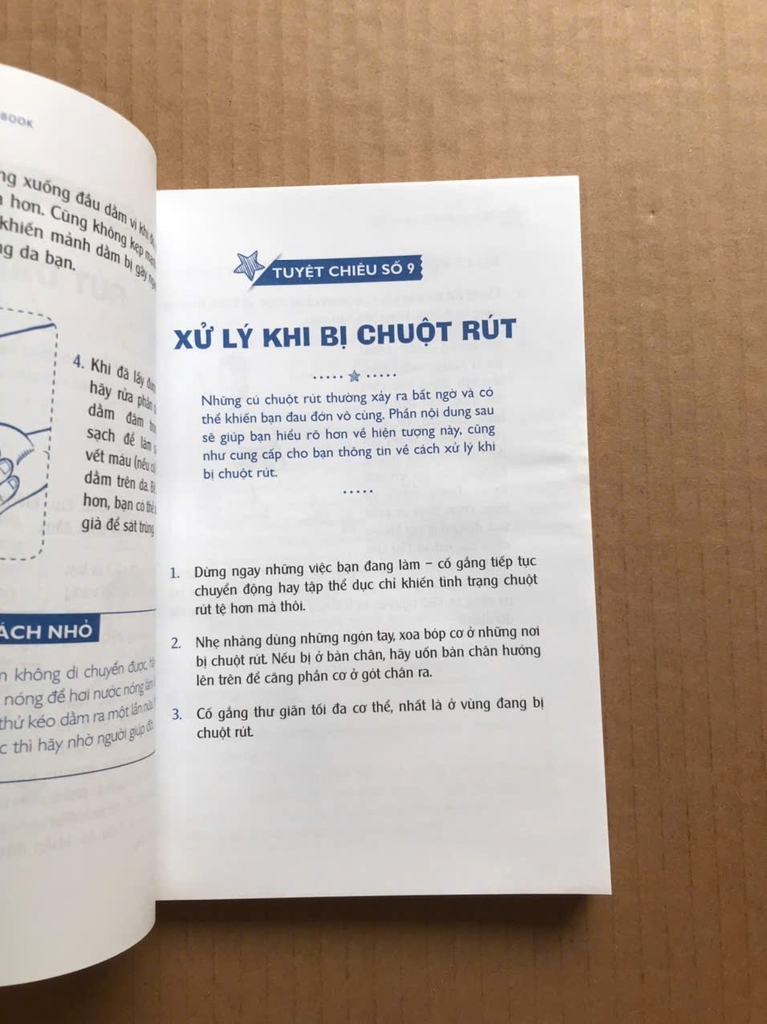 BOOK
xuống đầu dằm vì khi
hơn. Cũng không kẹp
khiến mảnh dằm bị gãy
da bạn.
4. Khi đã lấy
hãy rửa phần
dằm đâm
sạch để làm
vết máu (nếu
dằm trên da.
hơn, bạn có thể
già để sát trùng
NHỎ
không di chuyển được,
nóng để hơi nước nóng làm
thử kéo dằm ra một lần nữa
thì hãy nhờ người giúp đỡ
TUYỆT CHIÊU SỐ 9
XỬ LÝ KHI BỊ CHUỘT RÚT
Những cú chuột rút thường xảy ra bất ngờ và có
thể khiến bạn đau đớn vô cùng. Phần nội dung sau
sẽ giúp bạn hiểu rõ hơn về hiện tượng này, cũng
như cung cấp cho bạn thông tin về cách xử lý khi
bị chuột rút.
1. Dừng ngay những việc bạn đang làm – cố gắng tiếp tục
chuyển động hay tập thể dục chỉ khiến tình trạng chuột
rút tệ hơn mà thôi.
2. Nhẹ nhàng dùng những ngón tay, xoa bóp cơ ở những nơi
bị chuột rút. Nếu bị ở bàn chân, hãy uốn bàn chân hướng
lên trên để căng phần cơ ở gót chân ra.
3. Cố gắng thư giãn tối đa cơ thể, nhất là ở vùng đang bị
chuột rút.